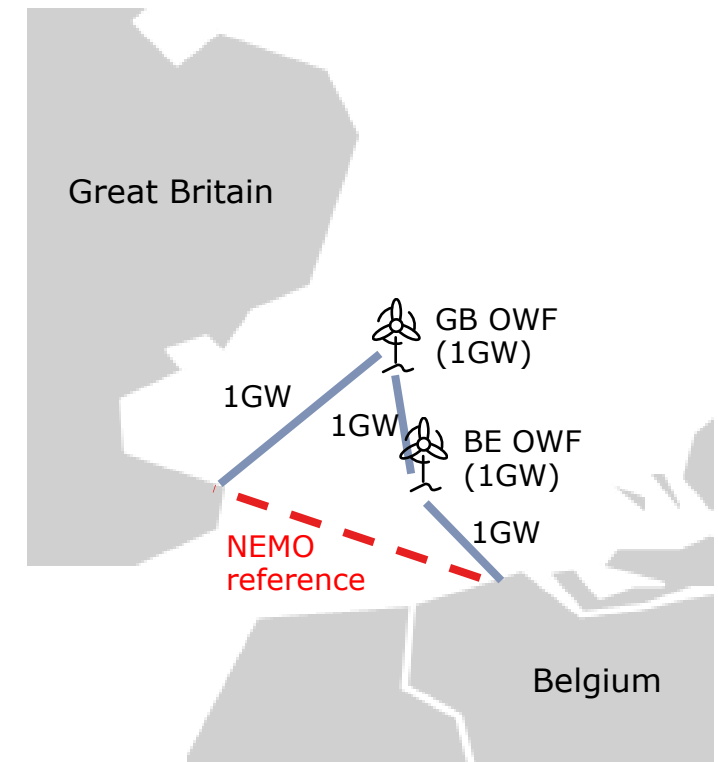 Great Britain
GB OWF
(1GW)
1GW
1GW
BE OWF
(1GW)
1GW
NEMO
reference
Belgium